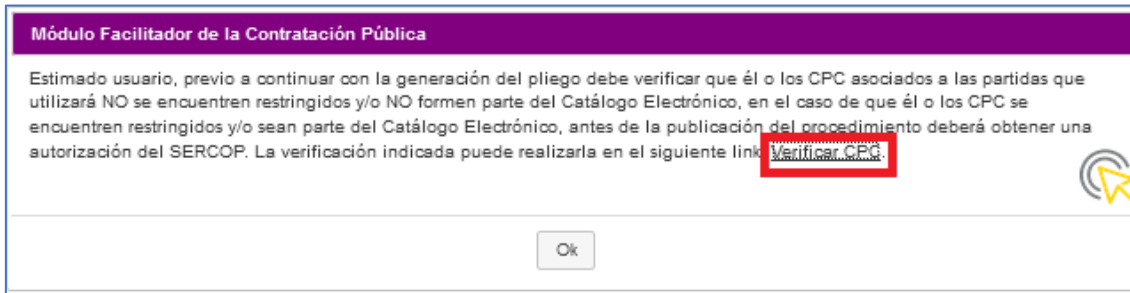 Módulo Facilitador de la Contratación Pública
Estimado usuario, previo a continuar con la generación del pliego debe verificar que él o los CPC asociados a las partidas que
utilizará NO se encuentren restringidos y/o NO formen parte del Catálogo Electrónico, en el caso de que él o los CPC se
encuentren restringidos y/o sean parte del Catálogo Electrónico, antes de la publicación del procedimiento deberá obtener una
autorización del SERCOP. La verificación indicada puede realizarla en el siguiente link Verificar CPC.
Ok